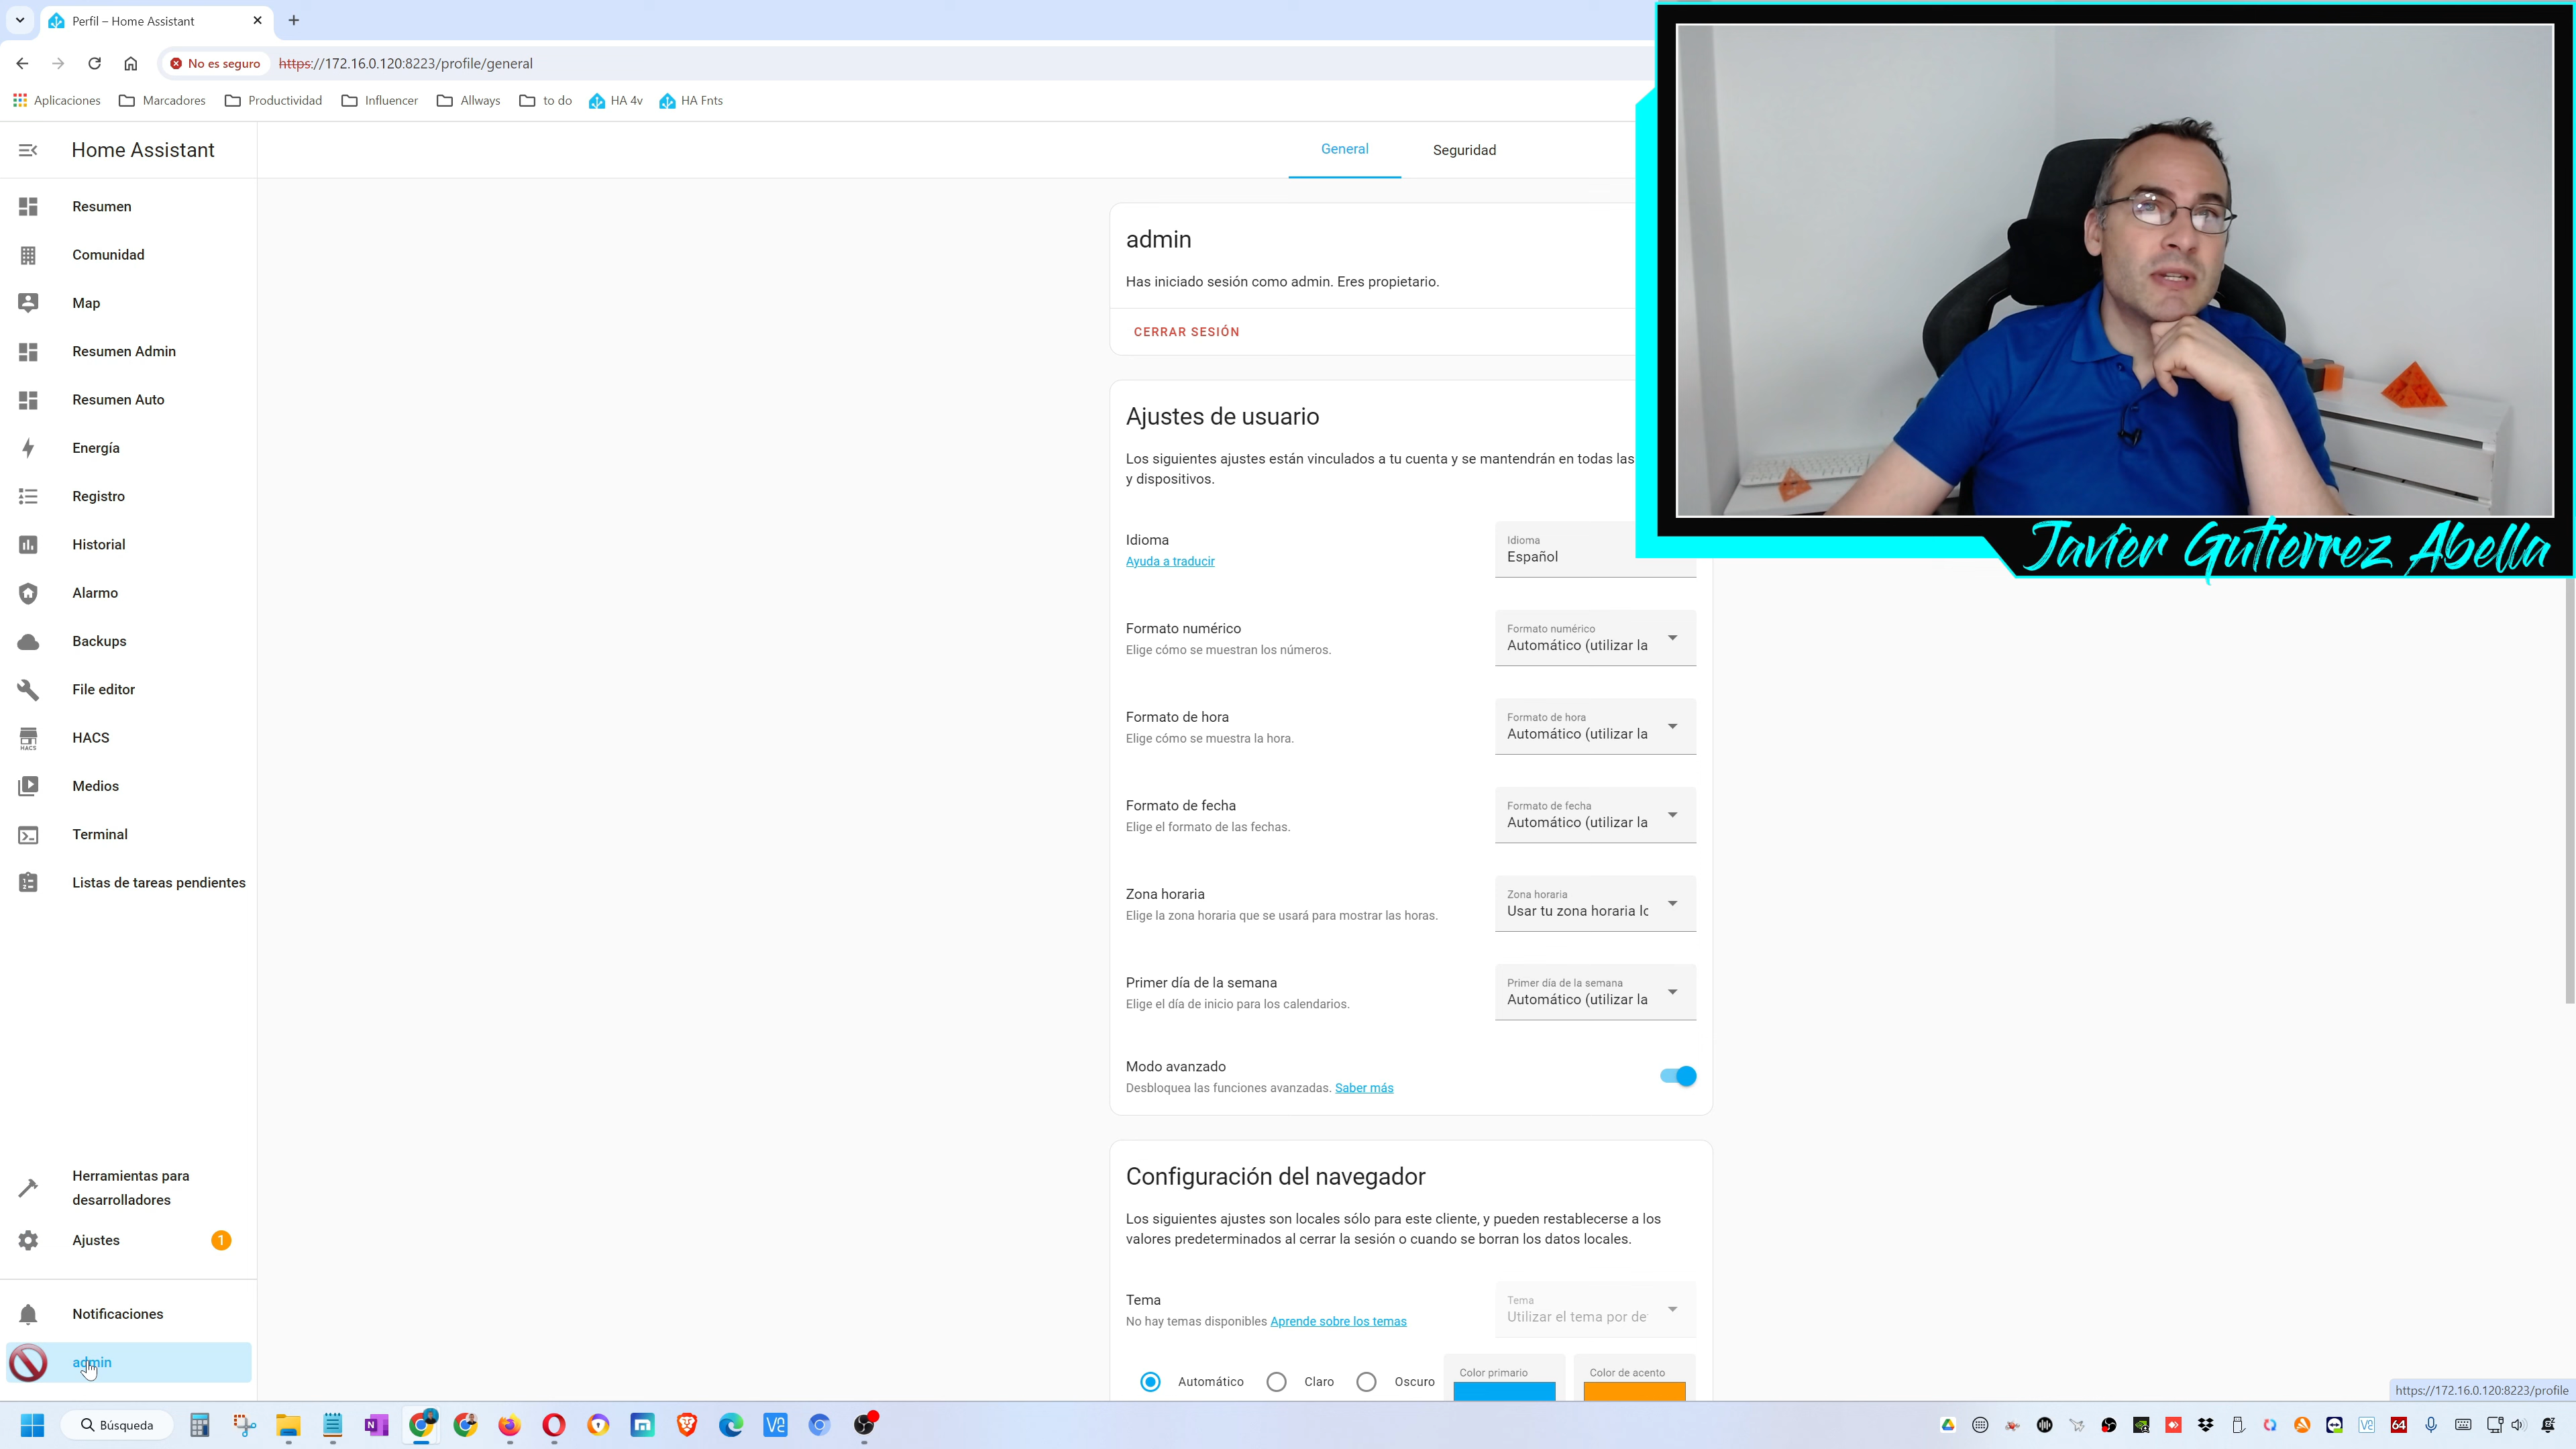 Perfil – Home Assistant
No es seguro
https://172.16.0.120:8223/profile/general
Aplicaciones
Marcadores
Productividad
Influencer
Allways
to do
HA 4v
HA Fnts
Home Assistant
Resumen
Comunidad
Map
Resumen Admin
Resumen Auto
Energía
Registro
Historial
Alarmo
Backups
File editor
HACS
HACS
Medios
Terminal
Listas de tareas pendientes
Herramientas para
desarrolladores
Ajustes
1
Notificaciones
admin
General
Seguridad
admin
Has iniciado sesión como admin. Eres propietario.
CERRAR SESIÓN
Ajustes de usuario
Los siguientes ajustes están vinculados a tu cuenta y se mantendrán en todas las
y dispositivos.
Idioma
Ayuda a traducir
Idioma
Español
Formato numérico
Elige cómo se muestran los números.
Formato numérico
Automático (utilizar la
Formato de hora
Elige cómo se muestra la hora.
Formato de hora
Automático (utilizar la
Formato de fecha
Elige el formato de las fechas.
Formato de fecha
Automático (utilizar la
Zona horaria
Elige la zona horaria que se usará para mostrar las horas.
Zona horaria
Usar tu zona horaria lo
Primer día de la semana
Elige el día de inicio para los calendarios.
Primer día de la semana
Automático (utilizar la
Modo avanzado
Desbloquea las funciones avanzadas. Saber más
Configuración del navegador
Los siguientes ajustes son locales sólo para este cliente, y pueden restablecerse a los
valores predeterminados al cerrar la sesión o cuando se borran los datos locales.
Tema
No hay temas disponibles Aprende sobre los temas
Tema
Utilizar el tema por de
Automático
Claro
Oscuro
Color primario
Color de acento
Javier Gutierrez Abella
https://172.16.0.120:8223/profile
Búsqueda
64